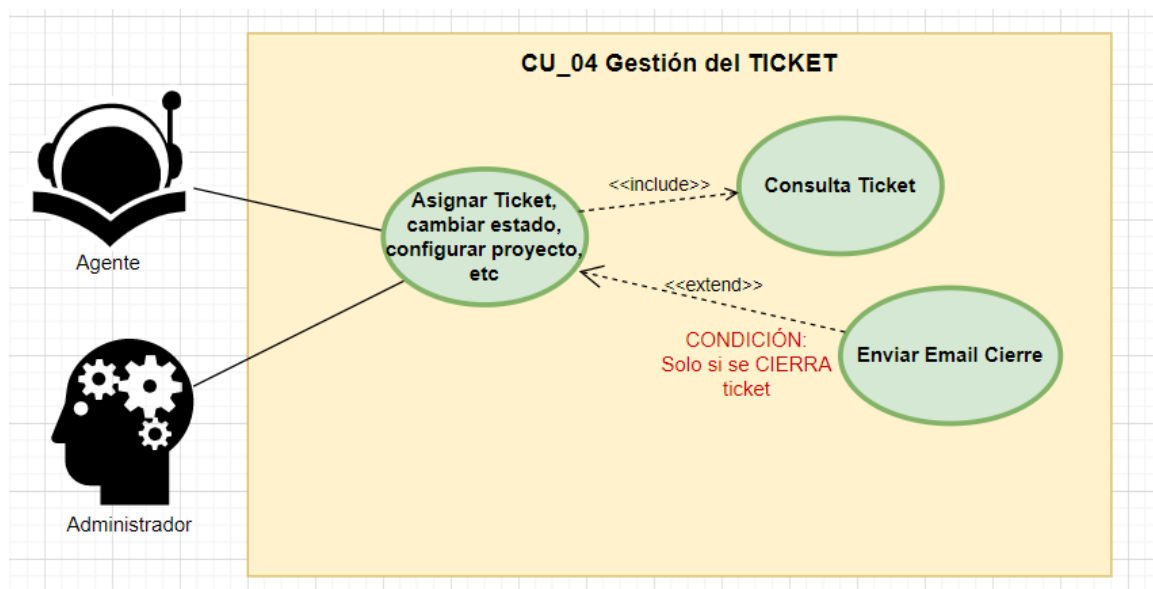 CU_04 Gestión del TICKET
Agente
Asignar Ticket,
cambiar estado,
configurar proyecto,
etc
<<include>>
Consulta Ticket
<<extend>>
CONDICIÓN:
Solo si se CIERRA
ticket
Enviar Email Cierre
Administrador